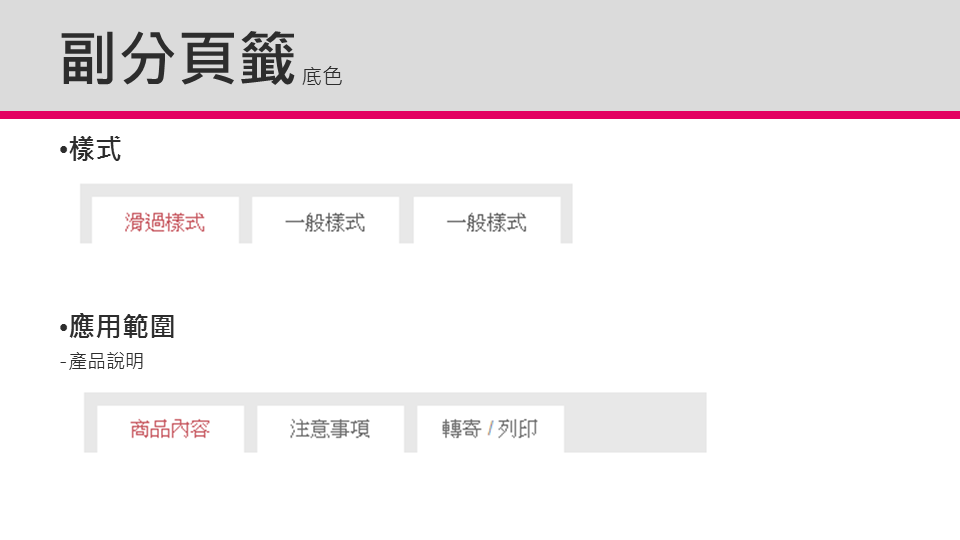 副分頁籤 底色
•樣式
滑過樣式 一般樣式 一般樣式
•應用範圍
-產品說明
商品內容 注意事項 轉寄 / 列印